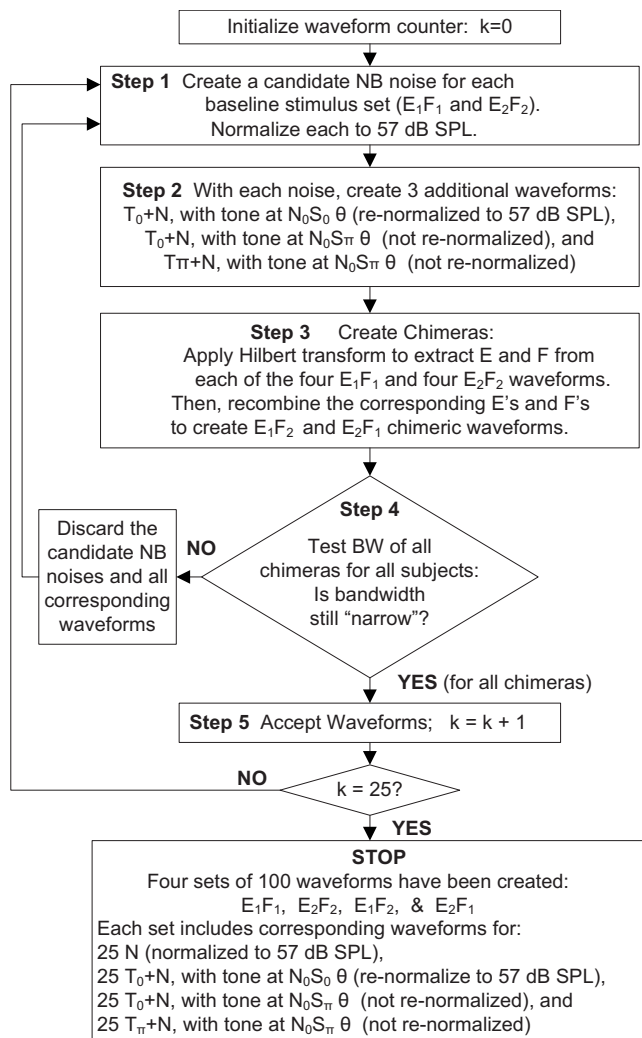 Initialize waveform counter: k=0
Step 1 Create a candidate NB noise for each
baseline stimulus set (E₁F₁ and E₂F₂).
Normalize each to 57 dB SPL.
Step 2 With each noise, create 3 additional waveforms:
T₀+N, with tone at N₀S₀ θ (re-normalized to 57 dB SPL),
T₀+N, with tone at N₀Sπ θ (not re-normalized), and
Tπ+N, with tone at N₀Sπ θ (not re-normalized)
Step 3 Create Chimeras:
Apply Hilbert transform to extract E and F from
each of the four E₁F₁ and four E₂F₂ waveforms.
Then, recombine the corresponding E's and F's
to create E₁F₂ and E₂F₁ chimeric waveforms.
Step 4
Test BW of all
chimeras for all subjects:
Is bandwidth
still “narrow”?
NO
Discard the
candidate NB
noises and all
corresponding
waveforms
YES (for all chimeras)
Step 5 Accept Waveforms; k = k + 1
NO
k = 25?
YES
STOP
Four sets of 100 waveforms have been created:
E₁F₁, E₂F₂, E₁F₂, & E₂F₁
Each set includes corresponding waveforms for:
25 N (normalized to 57 dB SPL),
25 T₀+N, with tone at N₀S₀ θ (re-normalize to 57 dB SPL),
25 T₀+N, with tone at N₀Sπ θ (not re-normalized), and
25 Tπ+N, with tone at N₀Sπ θ (not re-normalized)